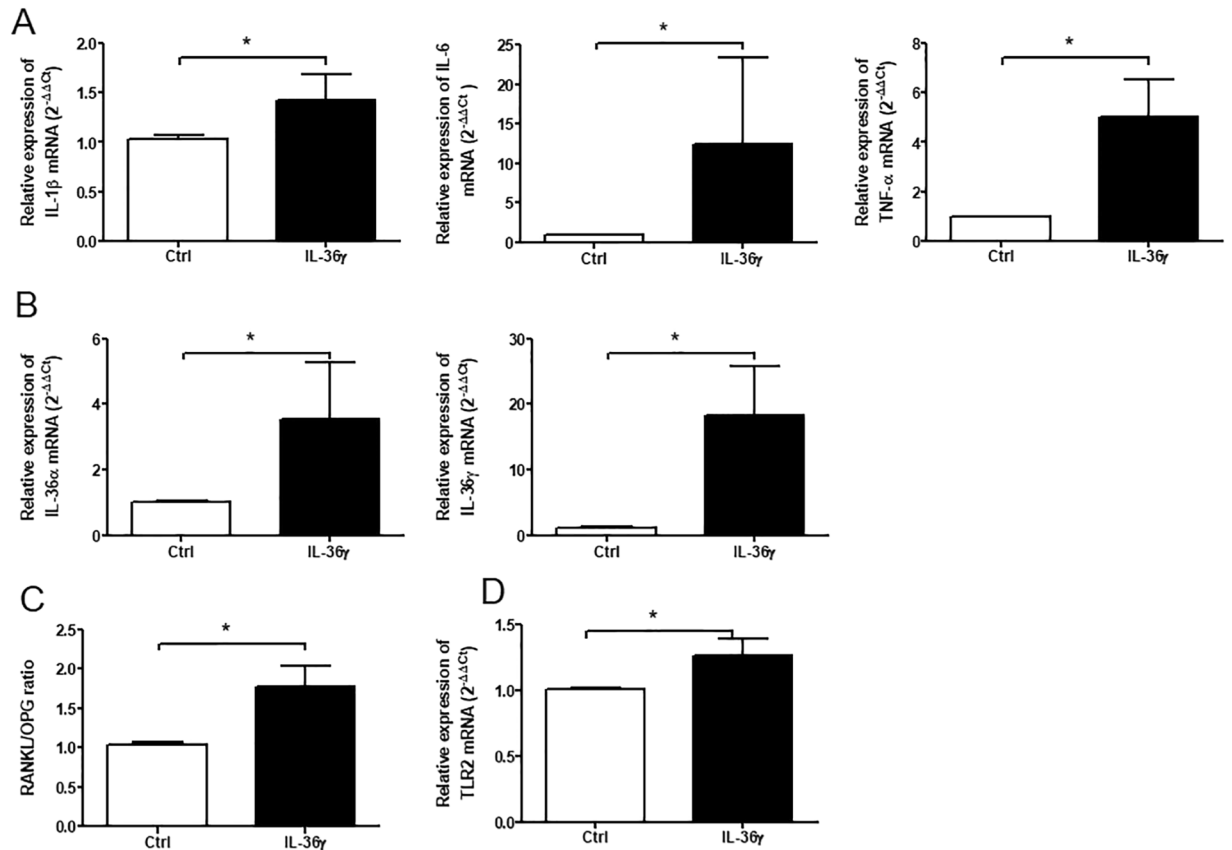 A
Relative expression of
IL-1β mRNA (2^-ΔΔCt)
2.0
1.5
1.0
0.5
0.0
*
Ctrl
IL-36γ
Relative expression of IL-6
mRNA (2^-ΔΔCt)
25
20
15
10
5
0
*
Ctrl
IL-36γ
Relative expression of
TNF-α mRNA (2^-ΔΔCt)
8
6
4
2
0
*
Ctrl
IL-36γ
B
Relative expression of
IL-36α mRNA (2^-ΔΔCt)
6
4
2
0
*
Ctrl
IL-36γ
Relative expression of
IL-36γ mRNA (2^-ΔΔCt)
30
20
10
0
*
Ctrl
IL-36γ
C
RANKL/OPG ratio
2.5
2.0
1.5
1.0
0.5
0.0
*
Ctrl
IL-36γ
D
Relative expression of
TLR2 mRNA (2^-ΔΔCt)
1.5
1.0
0.5
0.0
*
Ctrl
IL-36γ